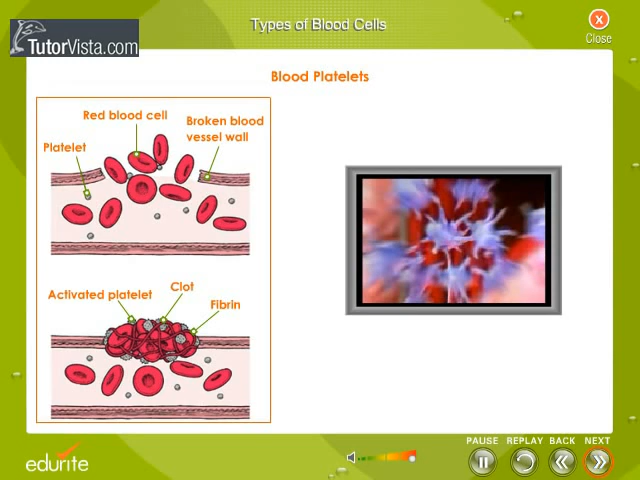 Types of Blood Cells
X
Close
TutorVista.com
Blood Platelets
Red blood cell
Broken blood
vessel wall
Platelet
Activated platelet
Clot
Fibrin
PAUSE REPLAY BACK NEXT
edurite